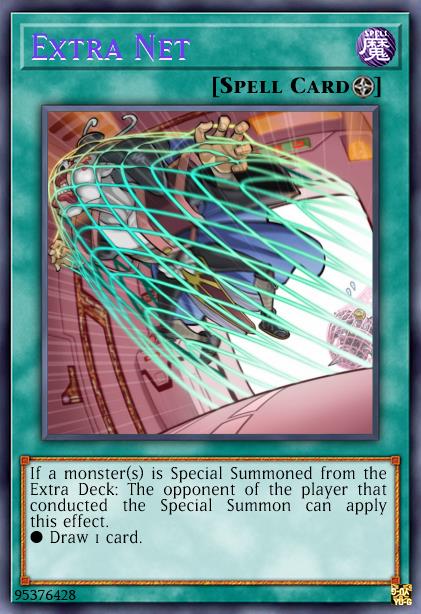 Extra Net
SPELL
魔
[Spell Card]
If a monster(s) is Special Summoned from the
Extra Deck: The opponent of the player that
conducted the Special Summon can apply
this effect.
● Draw 1 card.
95376428